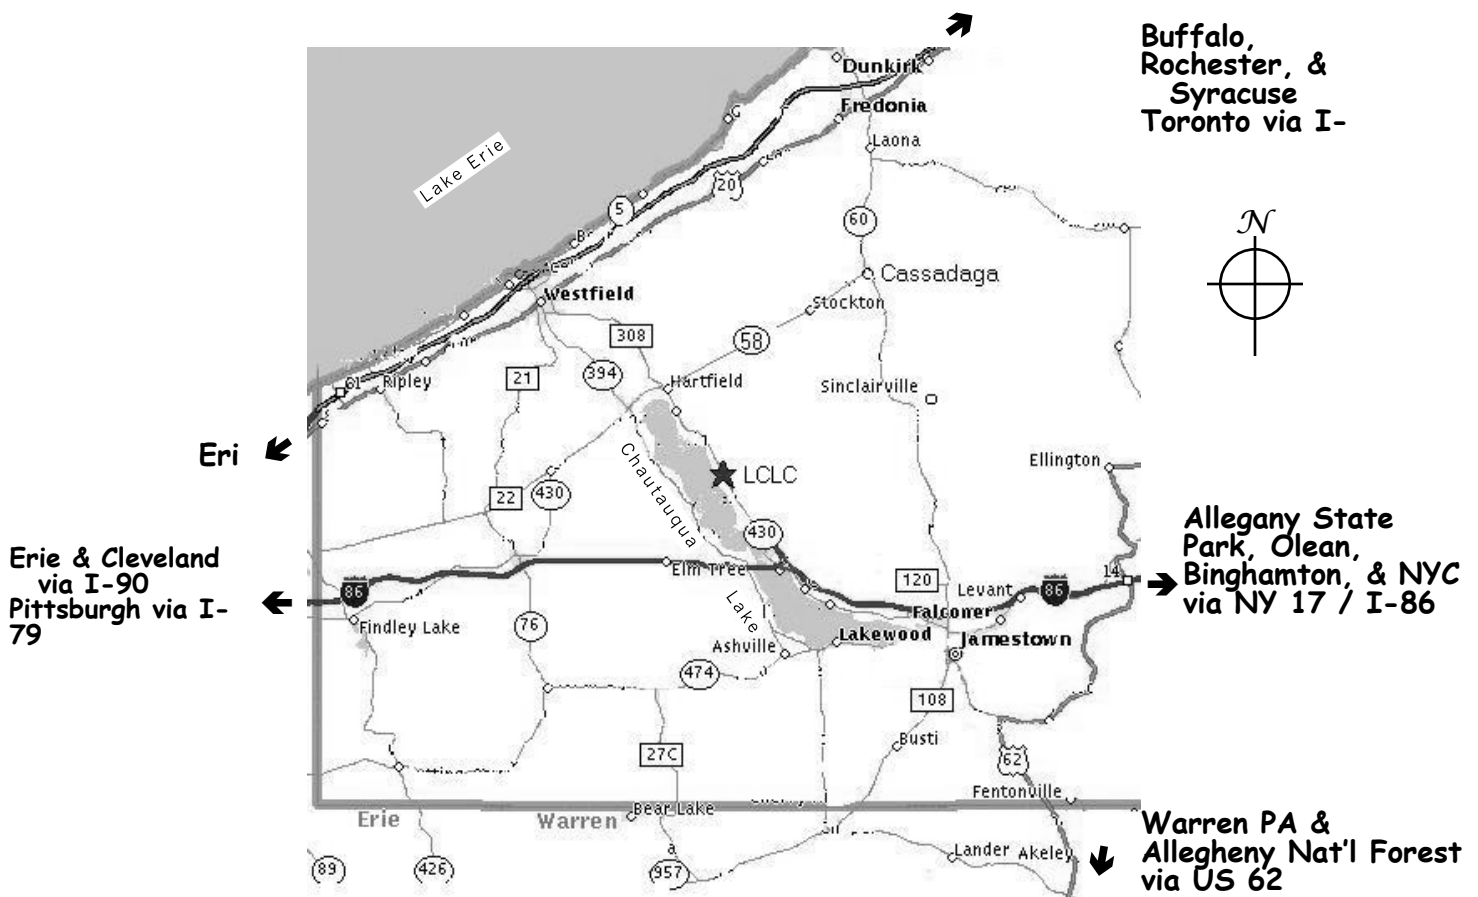 Buffalo,
Rochester, &
Syracuse
Toronto via I-
Dunkirk
Fredonia
Laona
Lake Erie
20
5
60
N
Cassadaga
Westfield
Stockton
308
58
21
394
Hartfield
61
Ripley
Sinclairville
Eri
Chautauqua
Ellington
LCLC
22
430
430
Allegany State
Park, Olean,
Binghamton, & NYC
via NY 17 / I-86
Erie & Cleveland
via I-90
Pittsburgh via I-
79
86
Elm Tree
14
120
Levant
86
Falconer
Lake
76
Findley Lake
Lakewood
Jamestown
Ashville
474
108
27C
Busti
62
Fentonville
Bear Lake
Erie
Warren
Warren PA &
Allegheny Nat'l Forest
via US 62
Lander
Akeley
89
426
957